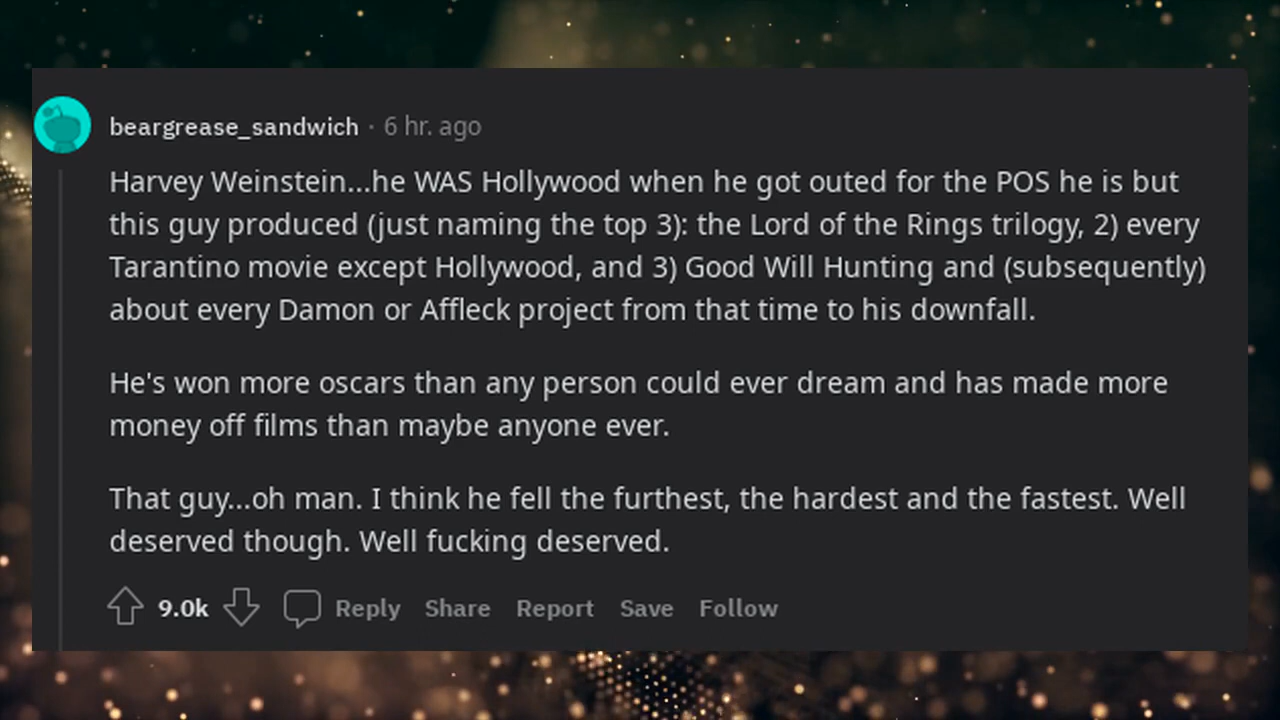 beargrease_sandwich · 6 hr. ago
Harvey Weinstein...he WAS Hollywood when he got outed for the POS he is but
this guy produced (just naming the top 3): the Lord of the Rings trilogy, 2) every
Tarantino movie except Hollywood, and 3) Good Will Hunting and (subsequently)
about every Damon or Affleck project from that time to his downfall.
He's won more oscars than any person could ever dream and has made more
money off films than maybe anyone ever.
That guy...oh man. I think he fell the furthest, the hardest and the fastest. Well
deserved though. Well fucking deserved.
9.0k Reply Share Report Save Follow